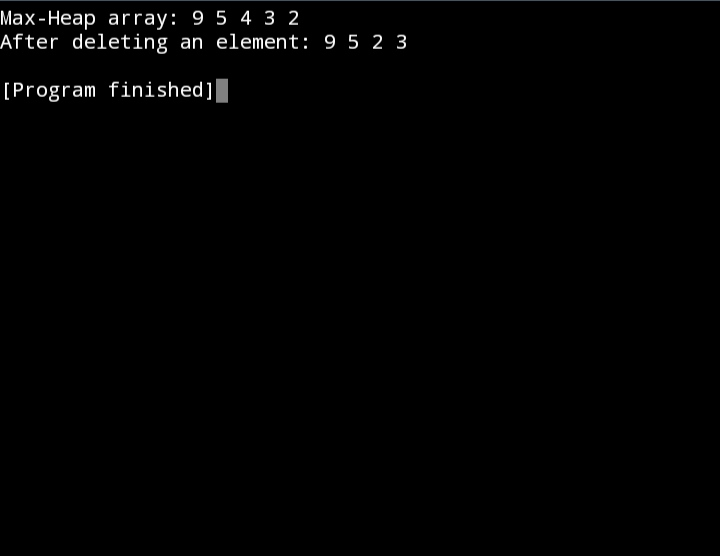 Max-Heap array: 9 5 4 3 2
After deleting an element: 9 5 2 3
[Program finished]